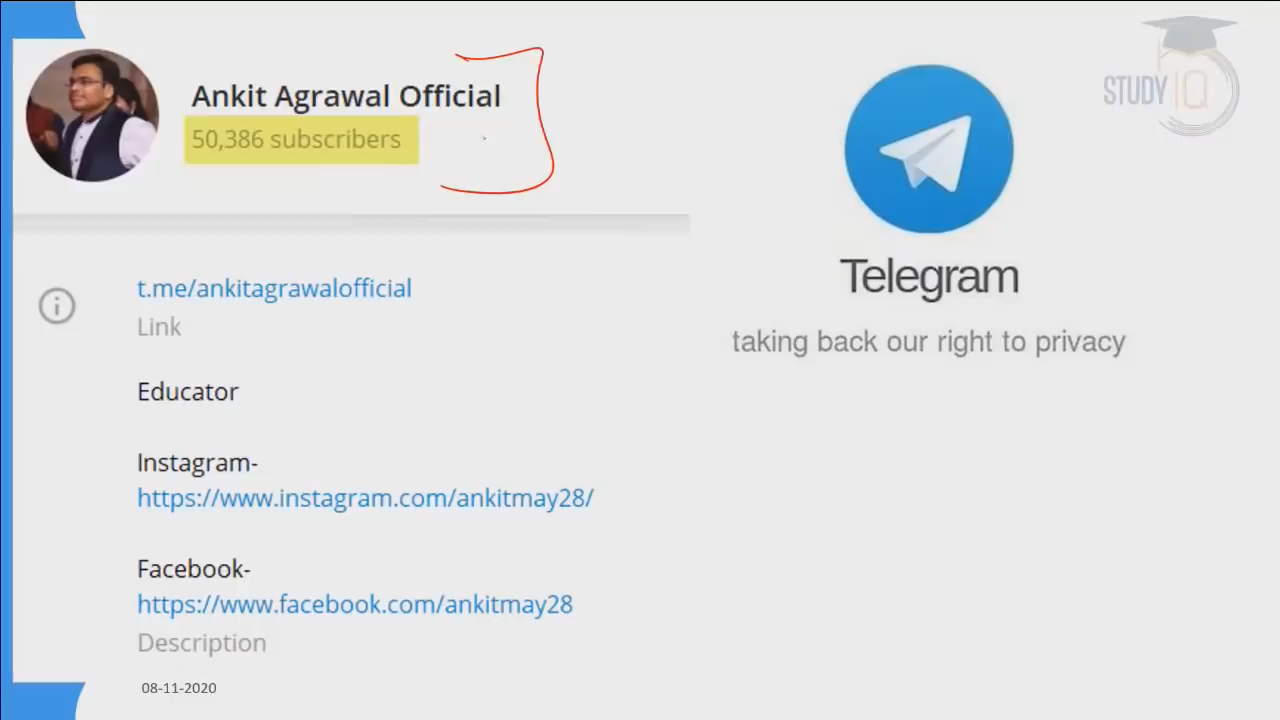 Ankit Agrawal Official
50,386 subscribers
t.me/ankitagrawalofficial
Link
Educator
Instagram-
https://www.instagram.com/ankitmay28/
Facebook-
https://www.facebook.com/ankitmay28
Description
08-11-2020
STUDY IQ
Telegram
taking back our right to privacy